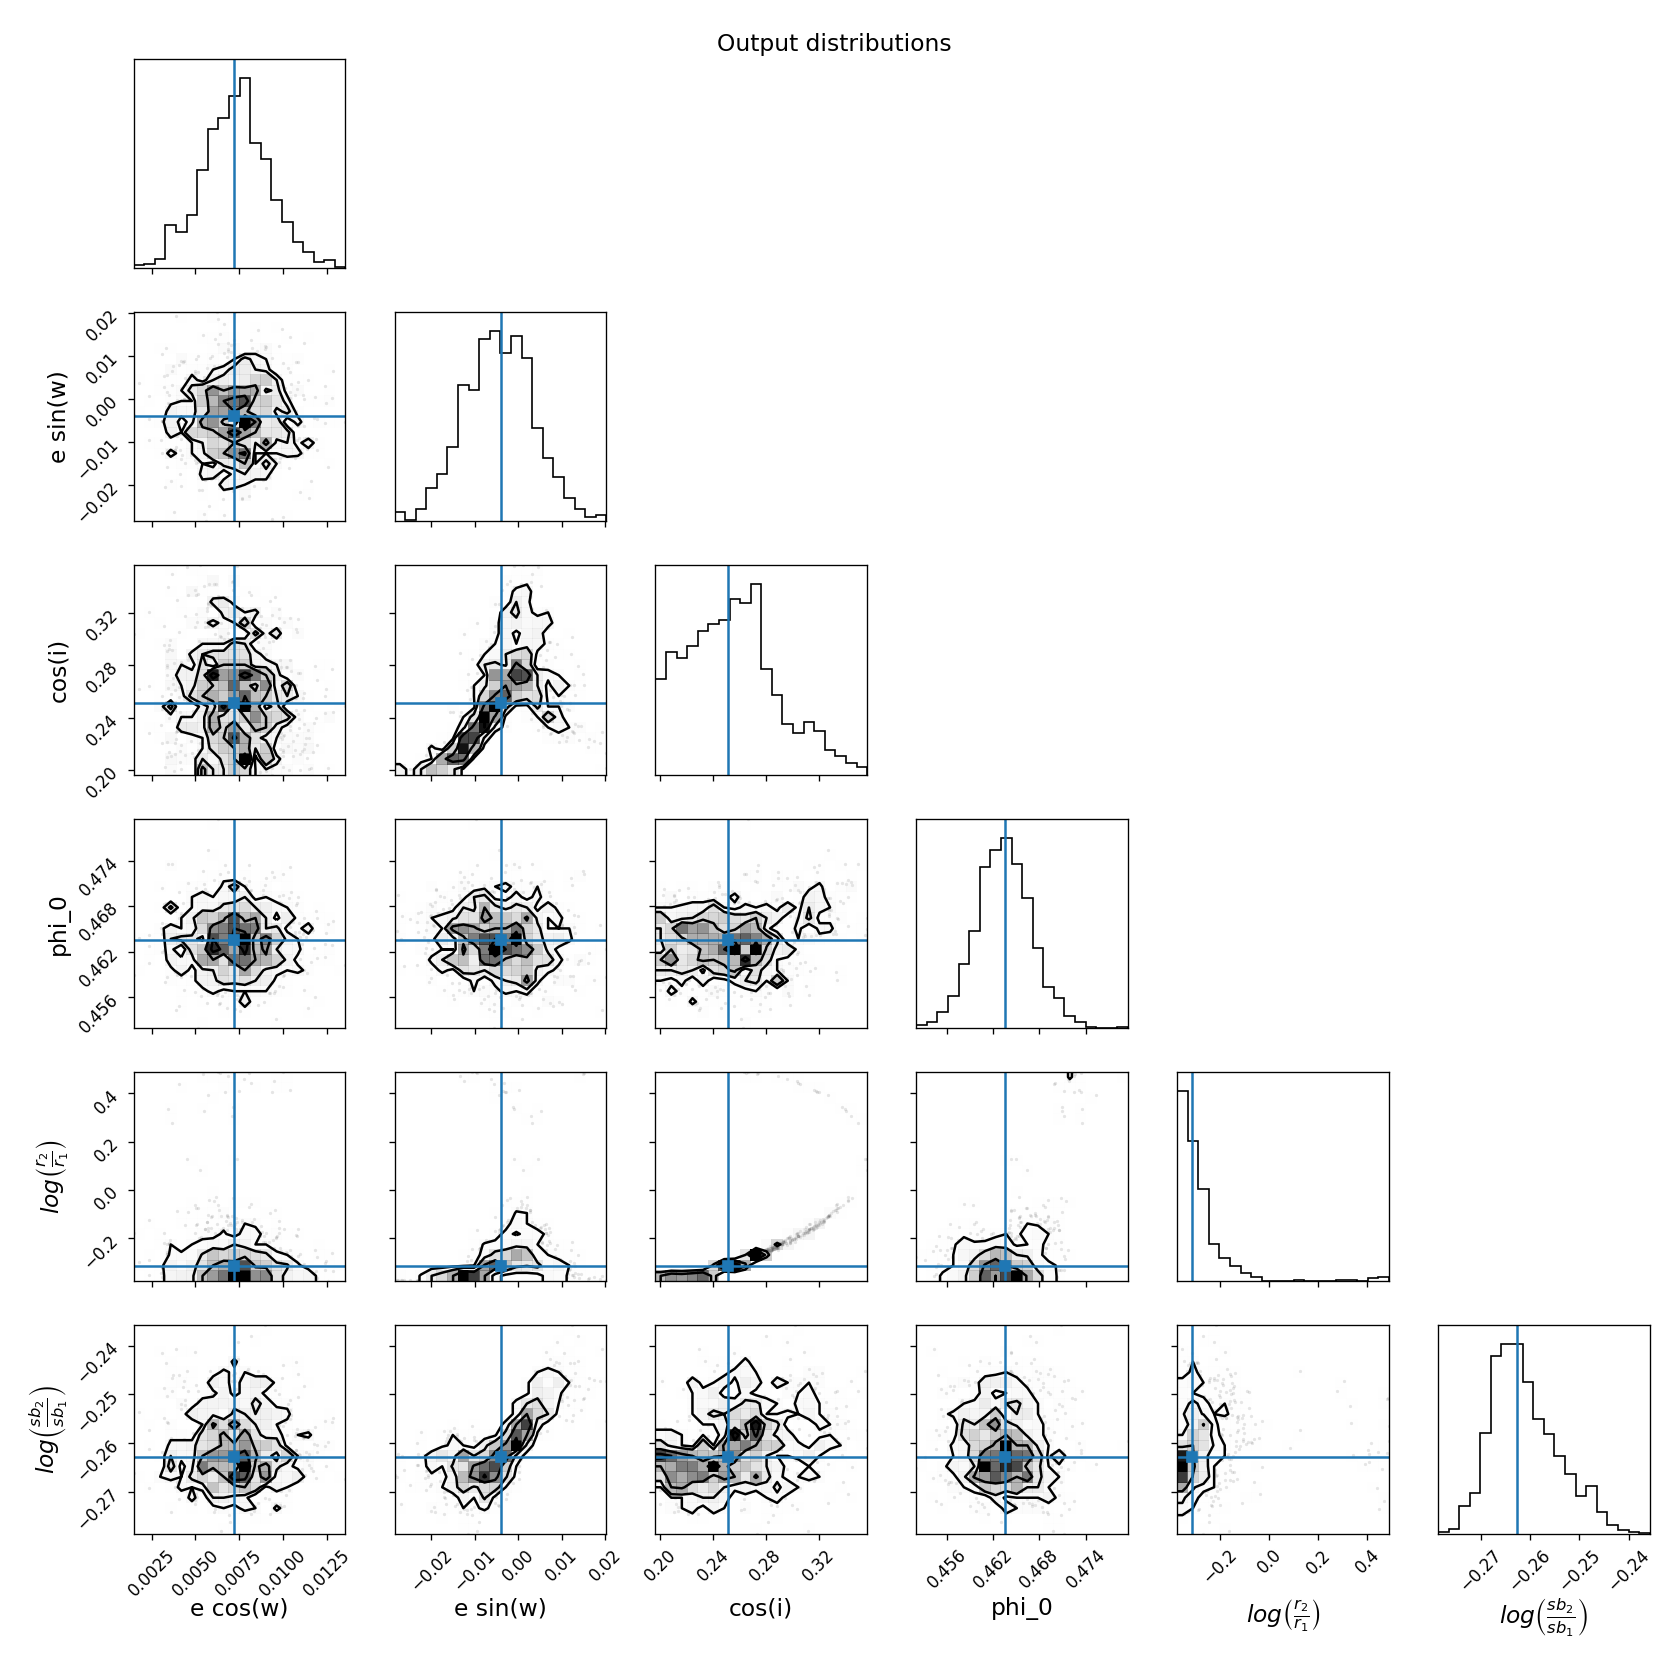 Output distributions
0.02
0.01
0.00
−0.01
−0.02
e sin(w)
0.32
0.28
0.24
0.20
cos(i)
0.474
0.468
0.462
0.456
phi_0
0.4
0.2
0.0
−0.2
log(r₂/r₁)
−0.24
−0.25
−0.26
−0.27
log(sb₂/sb₁)
0.0025 0.0050 0.0075 0.0100 0.0125 −0.02 −0.01 0.00 0.01 0.02 0.20 0.24 0.28 0.32 0.456 0.462 0.468 0.474 −0.2 0.0 0.2 0.4 −0.27 −0.26 −0.25 −0.24
e cos(w) e sin(w) cos(i) phi_0 log(r₂/r₁) log(sb₂/sb₁)